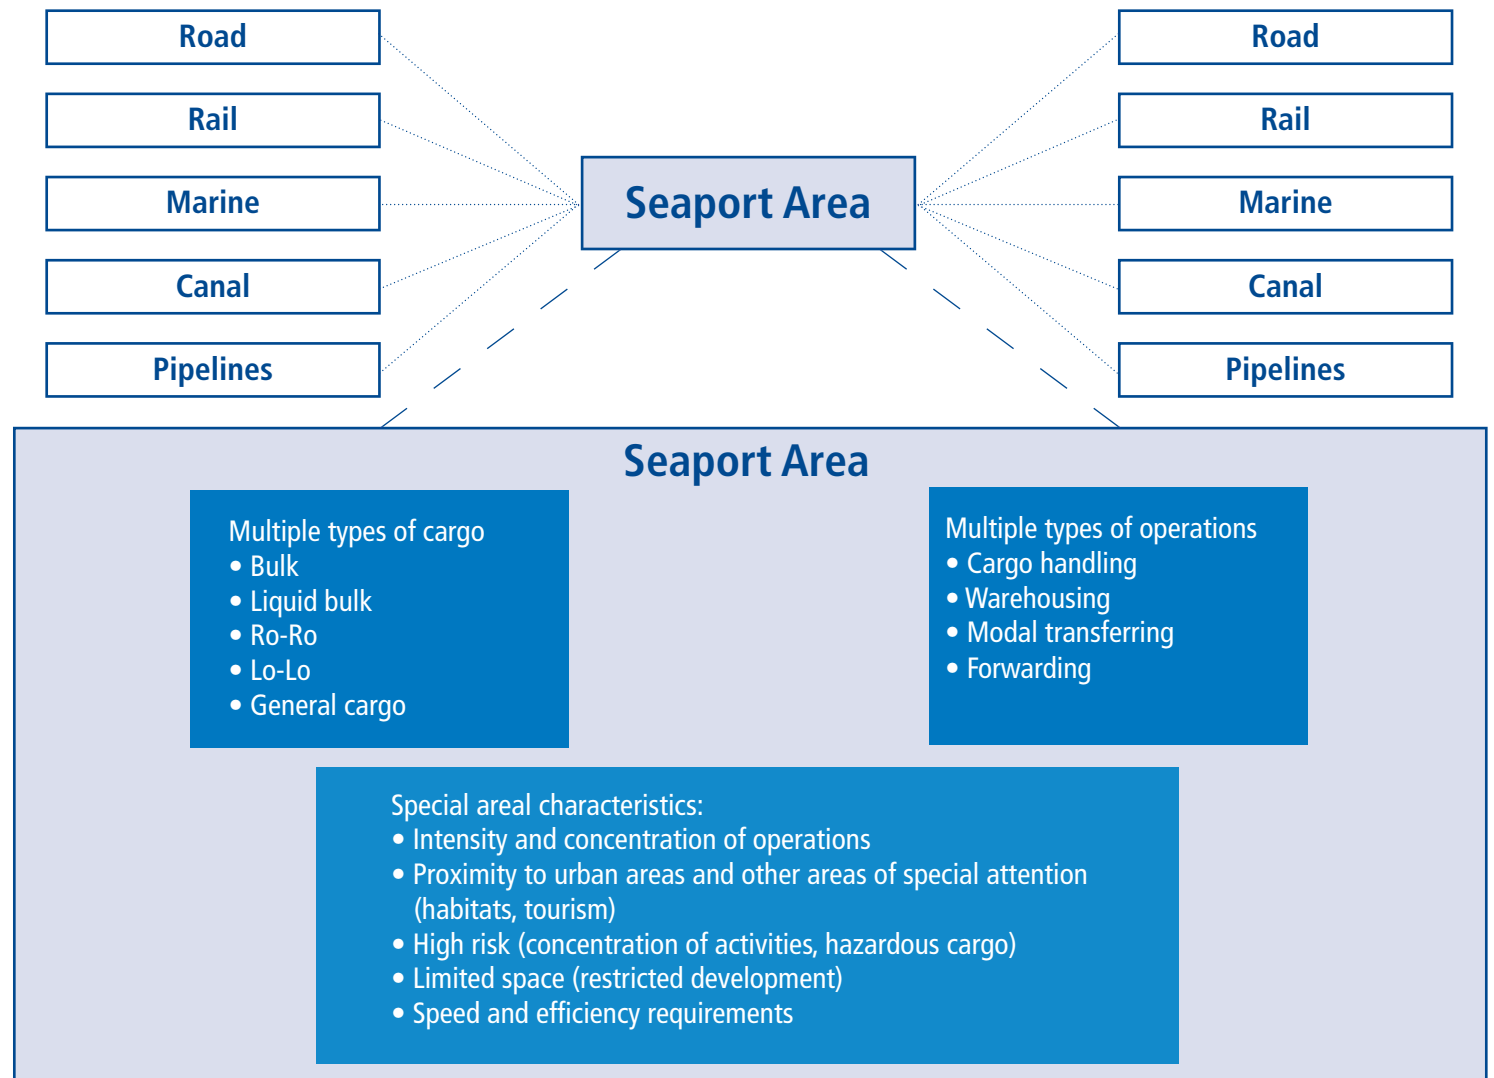 Road
Rail
Marine
Canal
Pipelines
Seaport Area
Road
Rail
Marine
Canal
Pipelines
Seaport Area
Multiple types of cargo
• Bulk
• Liquid bulk
• Ro-Ro
• Lo-Lo
• General cargo
Multiple types of operations
• Cargo handling
• Warehousing
• Modal transferring
• Forwarding
Special areal characteristics:
• Intensity and concentration of operations
• Proximity to urban areas and other areas of special attention
(habitats, tourism)
• High risk (concentration of activities, hazardous cargo)
• Limited space (restricted development)
• Speed and efficiency requirements